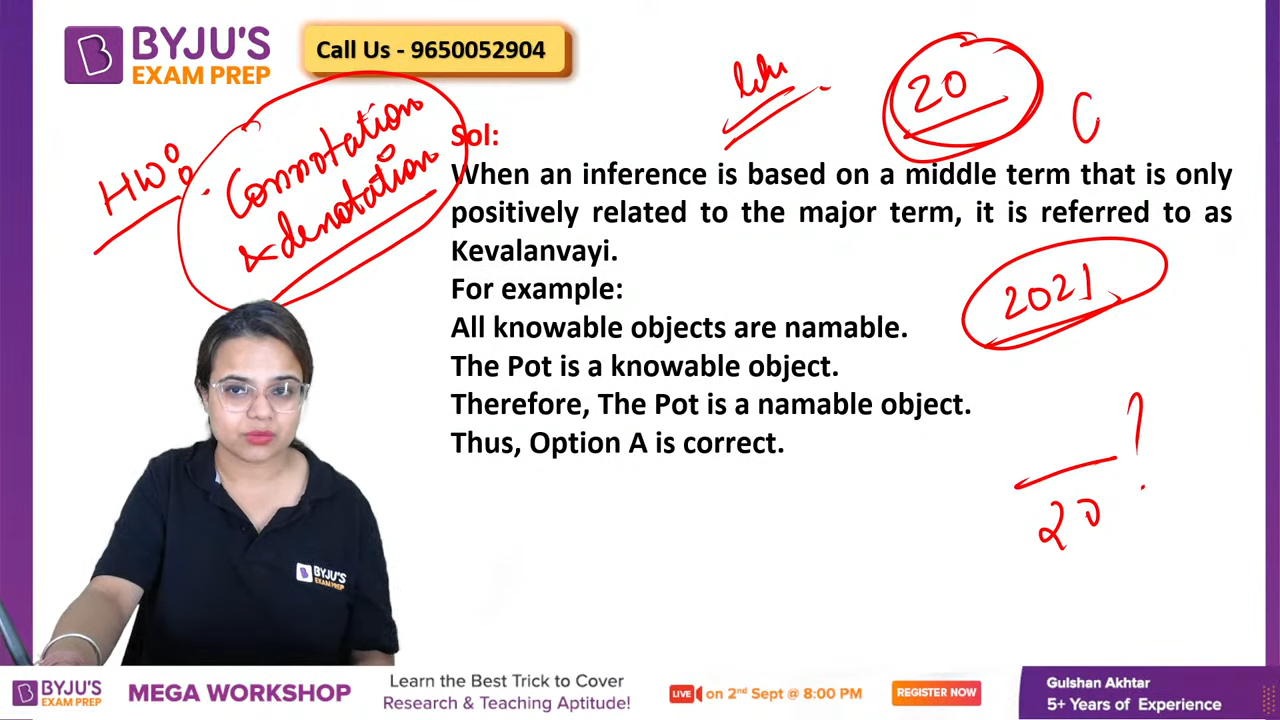 BYJU'S
EXAM PREP
Call Us - 9650052904
20
C
HW:
Connotation
& denotation
Sol:
When an inference is based on a middle term that is only
positively related to the major term, it is referred to as
Kevalanvayi.
2021
For example:
All knowable objects are namable.
The Pot is a knowable object.
Therefore, The Pot is a namable object.
Thus, Option A is correct.
?
20
BYJU'S
EXAM PREP
BYJU'S
EXAM PREP
MEGA WORKSHOP
Learn the Best Trick to Cover
Research & Teaching Aptitude!
LIVE on 2nd Sept @ 8:00 PM
REGISTER NOW
Gulshan Akhtar
5+ Years of Experience